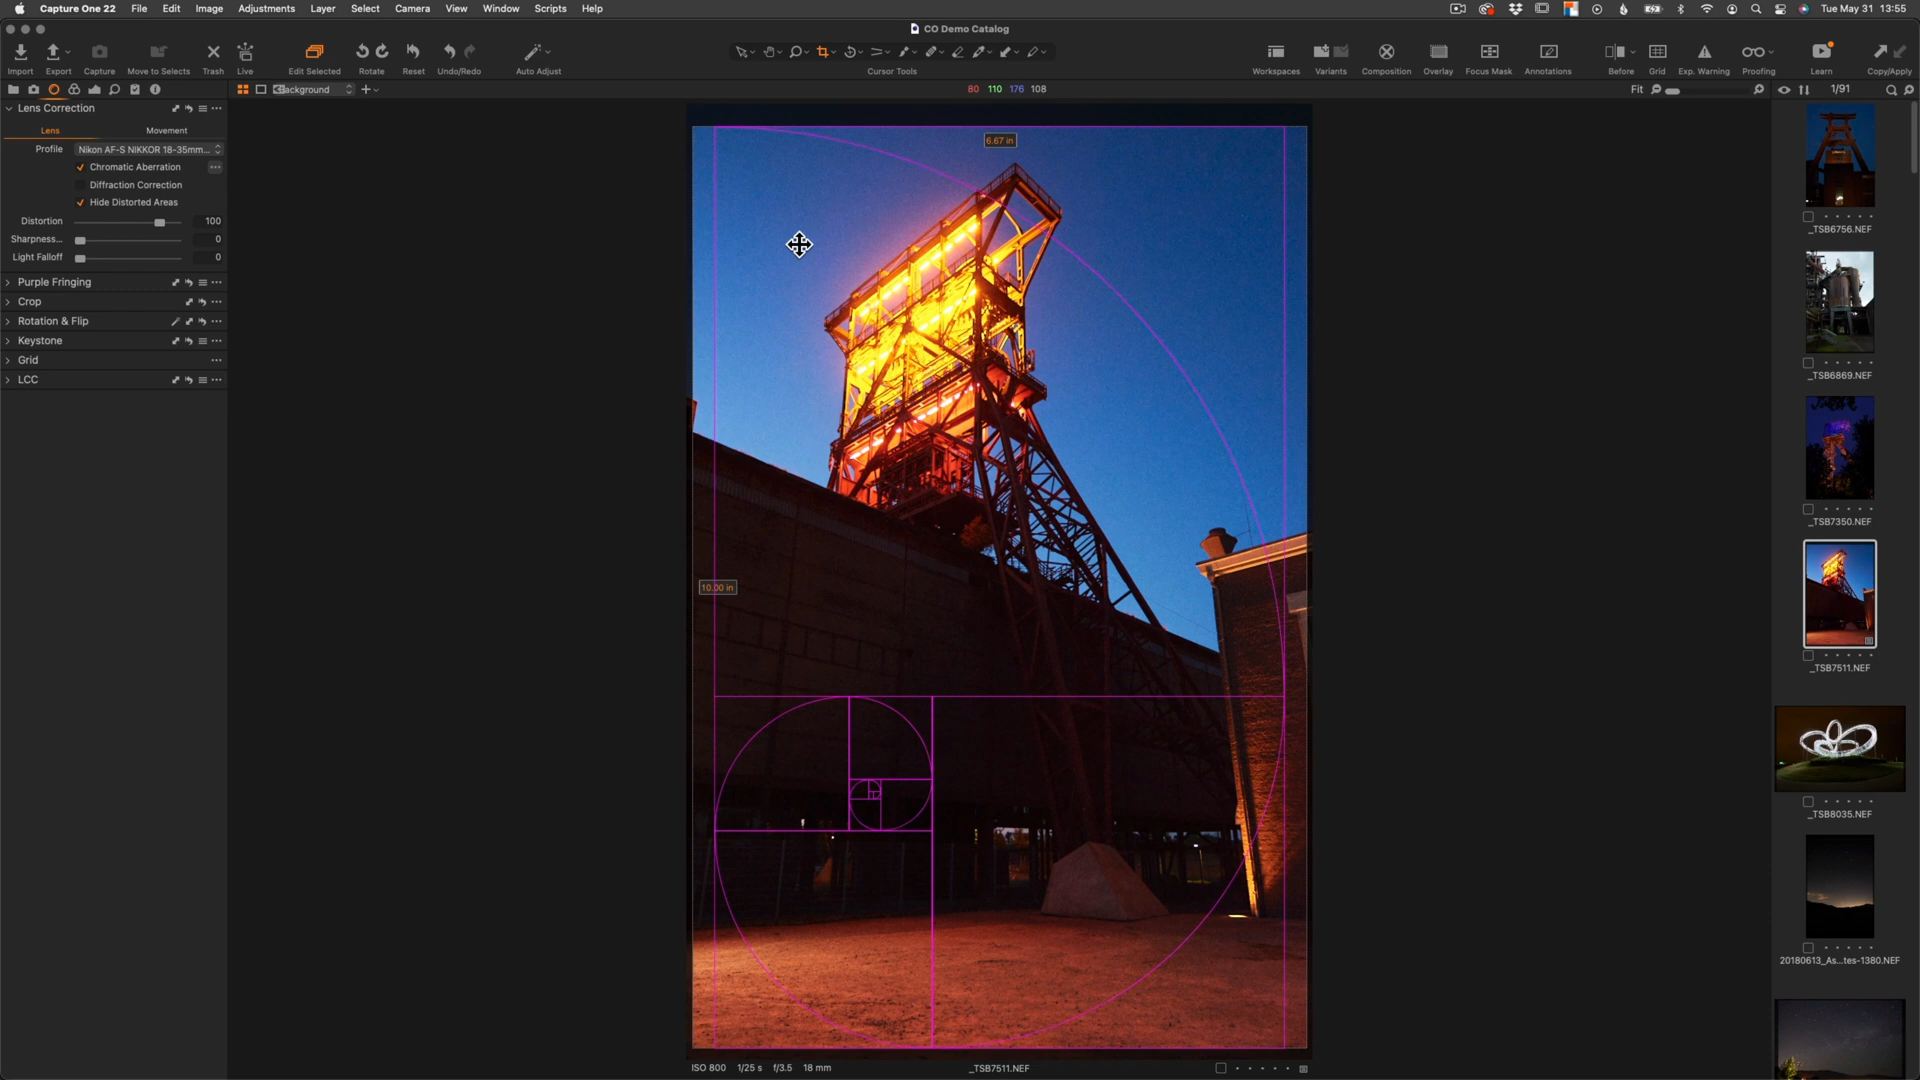 Capture One 22 File Edit Image Adjustments Layer Select Camera View Window Scripts Help Tue May 31 13:55
CO Demo Catalog
Import Export Capture Move to Selects Trash Live Edit Selected Rotate Reset Undo/Redo Auto Adjust Cursor Tools Workspaces Variants Composition Overlay Focus Mask Annotations Before Grid Exp. Warning Proofing Learn Copy/Apply
Background 80 110 176 108 Fit 1/91
Lens Correction
Lens Movement
Profile Nikon AF-S NIKKOR 18-35mm...
Chromatic Aberration
Diffraction Correction
Hide Distorted Areas
Distortion 100
Sharpness... 0
Light Falloff 0
Purple Fringing
Crop
Rotation & Flip
Keystone
Grid
LCC
6.67 in
10.00 in
ISO 800 1/25 s f/3.5 18 mm _TSB7511.NEF
_TSB6756.NEF
_TSB6869.NEF
_TSB7350.NEF
_TSB7511.NEF
_TSB8035.NEF
20180613_As...tes-1380.NEF